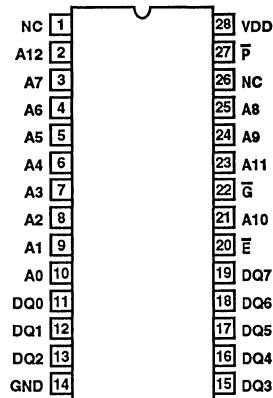 NC 1 28 VDD
A12 2 27 P̅
A7 3 26 NC
A6 4 25 A8
A5 5 24 A9
A4 6 23 A11
A3 7 22 G̅
A2 8 21 A10
A1 9 20 E̅
A0 10 19 DQ7
DQ0 11 18 DQ6
DQ1 12 17 DQ5
DQ2 13 16 DQ4
GND 14 15 DQ3